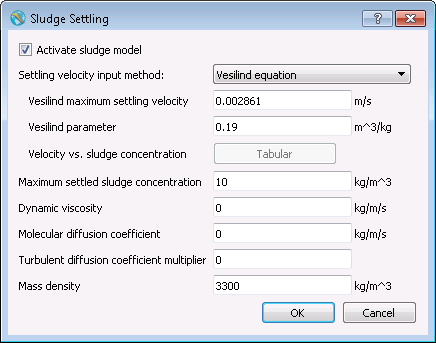 Sludge Settling
Activate sludge model
Settling velocity input method: Vesilind equation
Vesilind maximum settling velocity 0.002861 m/s
Vesilind parameter 0.19 m^3/kg
Velocity vs. sludge concentration Tabular
Maximum settled sludge concentration 10 kg/m^3
Dynamic viscosity 0 kg/m/s
Molecular diffusion coefficient 0 kg/m/s
Turbulent diffusion coefficient multiplier 0
Mass density 3300 kg/m^3
OK Cancel